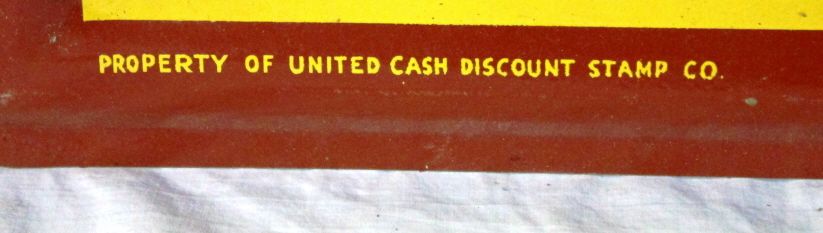 PROPERTY OF UNITED CASH DISCOUNT STAMP CO.